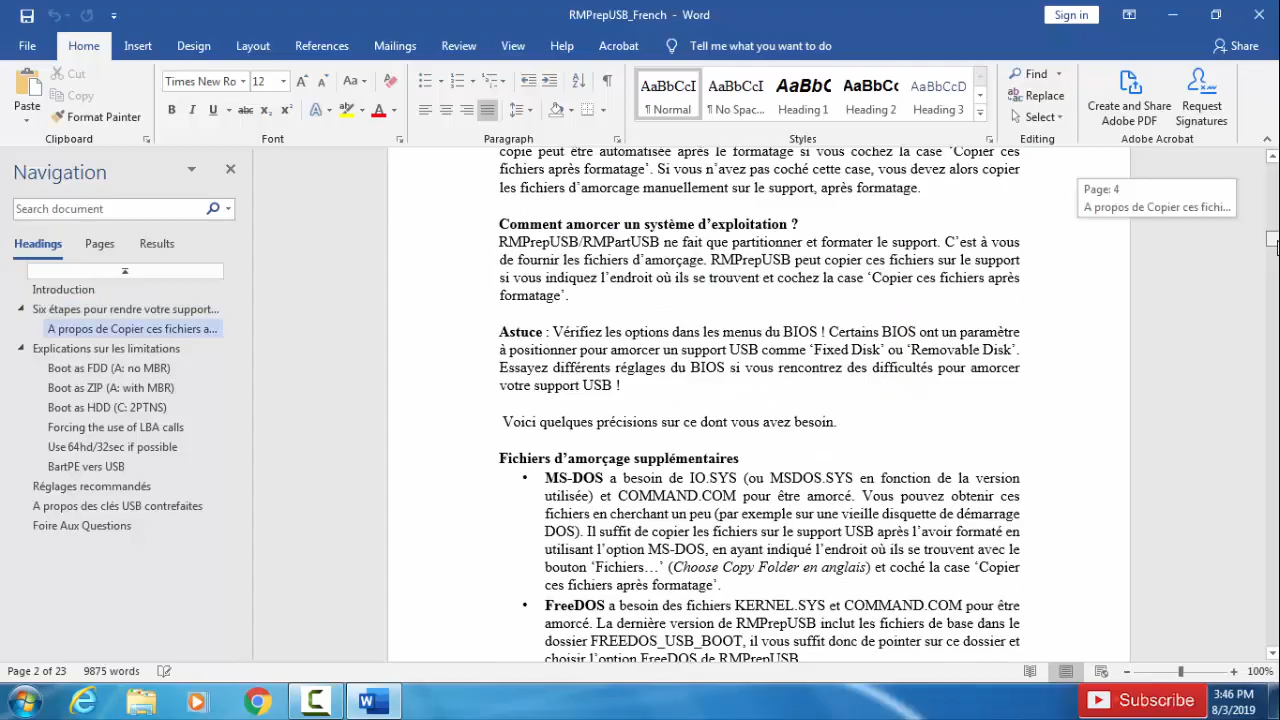 RMPrepUSB_French - Word
Sign in
File Home Insert Design Layout References Mailings Review View Help Acrobat Tell me what you want to do Share
Paste
Cut
Copy
Format Painter
Clipboard
Times New Ro 12
Font
Paragraph
AaBbCcI AaBbCcI AaBbC AaBbCc AaBbCcD
¶ Normal ¶ No Spac... Heading 1 Heading 2 Heading 3
Styles
Find
Replace
Select
Editing
Create and Share Adobe PDF
Request Signatures
Adobe Acrobat
Navigation
Search document
Headings Pages Results
Introduction
Six étapes pour rendre votre support...
A propos de Copier ces fichiers a...
Explications sur les limitations
Boot as FDD (A: no MBR)
Boot as ZIP (A: with MBR)
Boot as HDD (C: 2PTNS)
Forcing the use of LBA calls
Use 64hd/32sec if possible
BartPE vers USB
Réglages recommandés
A propos des clés USB contrefaites
Foire Aux Questions
copie peut être automatisée après le formatage si vous cochez la case ‘Copier
ces fichiers après formatage’. Si vous n’avez pas coché cette case, vous devez alors copier
les fichiers d’amorcage manuellement sur le support, après formatage.
Comment amorcer un système d’exploitation ?
RMPrepUSB/RMPartUSB ne fait que partitionner et formater le support. C’est à vous
de fournir les fichiers d’amorçage. RMPrepUSB peut copier ces fichiers sur le support
si vous indiquez l’endroit où ils se trouvent et cochez la case ‘Copier ces fichiers après
formatage’.
Astuce : Vérifiez les options dans les menus du BIOS ! Certains BIOS ont un paramètre
à positionner pour amorcer un support USB comme ‘Fixed Disk’ ou ‘Removable Disk’.
Essayez différents réglages du BIOS si vous rencontrez des difficultés pour amorcer
votre support USB !
Voici quelques précisions sur ce dont vous avez besoin.
Fichiers d’amorçage supplémentaires
• MS-DOS a besoin de IO.SYS (ou MSDOS.SYS en fonction de la version
utilisée) et COMMAND.COM pour être amorcé. Vous pouvez obtenir ces
fichiers en cherchant un peu (par exemple sur une vieille disquette de démarrage
DOS). Il suffit de copier les fichiers sur le support USB après l’avoir formaté en
utilisant l’option MS-DOS, en ayant indiqué l’endroit où ils se trouvent avec le
bouton ‘Fichiers…’ (Choose Copy Folder en anglais) et coché la case ‘Copier
ces fichiers après formatage’.
• FreeDOS a besoin des fichiers KERNEL.SYS et COMMAND.COM pour être
amorcé. La dernière version de RMPrepUSB inclut les fichiers de base dans le
dossier FREEDOS_USB_BOOT, il vous suffit donc de pointer sur ce dossier et
choisir l’option FreeDOS de RMPrepUSB.
Page: 4
A propos de Copier ces fichi...
Page 2 of 23 9875 words
100%
Subscribe
3:46 PM
8/3/2019